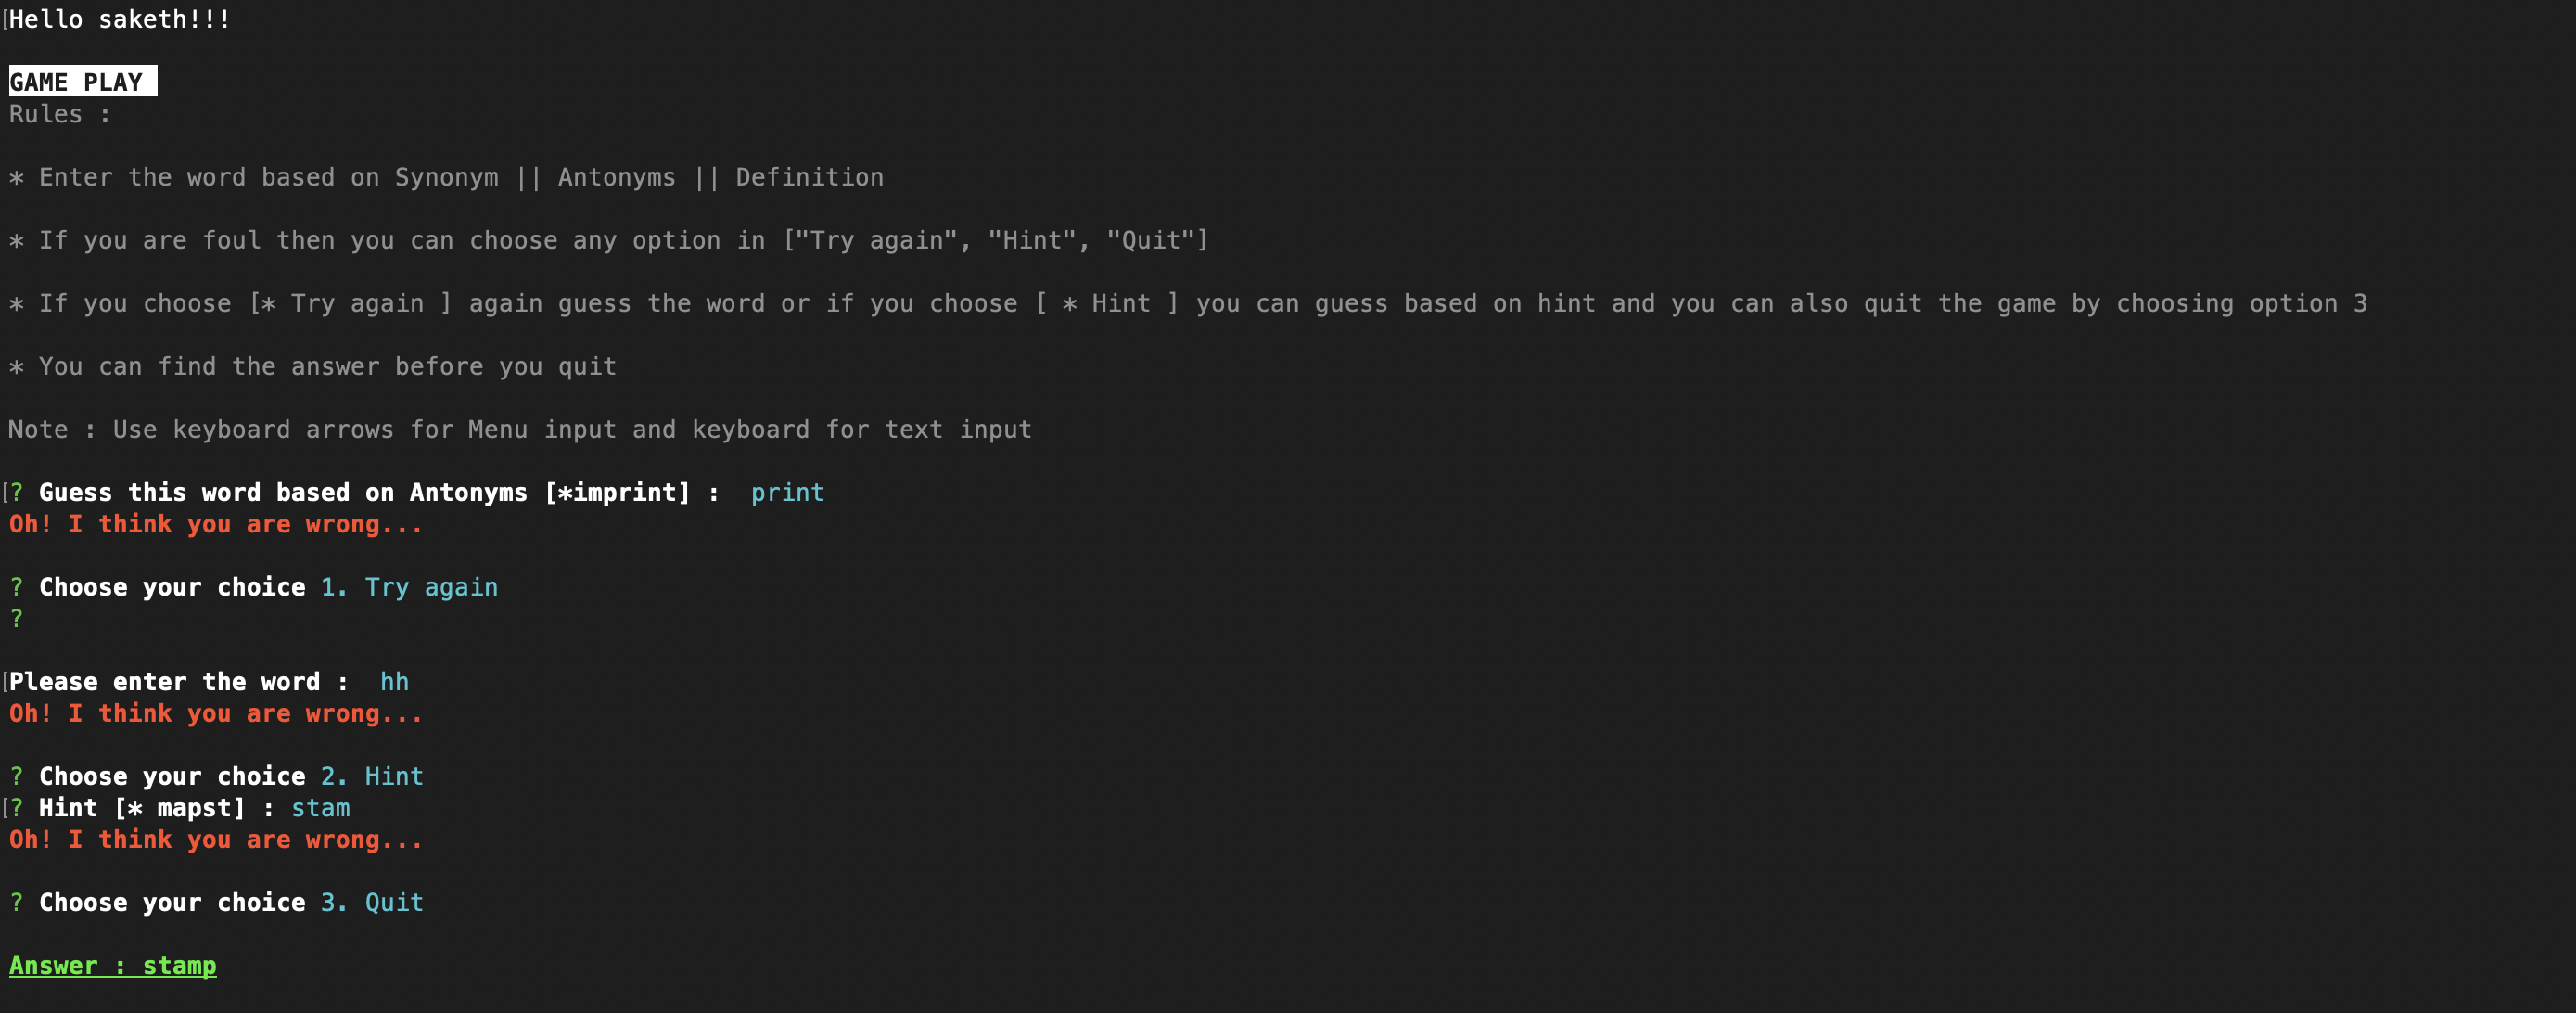 [Hello saketh!!!
GAME PLAY
Rules :
* Enter the word based on Synonym || Antonyms || Definition
* If you are foul then you can choose any option in ["Try again", "Hint", "Quit"]
* If you choose [* Try again ] again guess the word or if you choose [ * Hint ] you can guess based on hint and you can also quit the game by choosing option 3
* You can find the answer before you quit
Note : Use keyboard arrows for Menu input and keyboard for text input
[? Guess this word based on Antonyms [*imprint] :  print
Oh! I think you are wrong...
? Choose your choice 1. Try again
?
[Please enter the word :  hh
Oh! I think you are wrong...
? Choose your choice 2. Hint
[? Hint [* mapst] : stam
Oh! I think you are wrong...
? Choose your choice 3. Quit
Answer : stamp